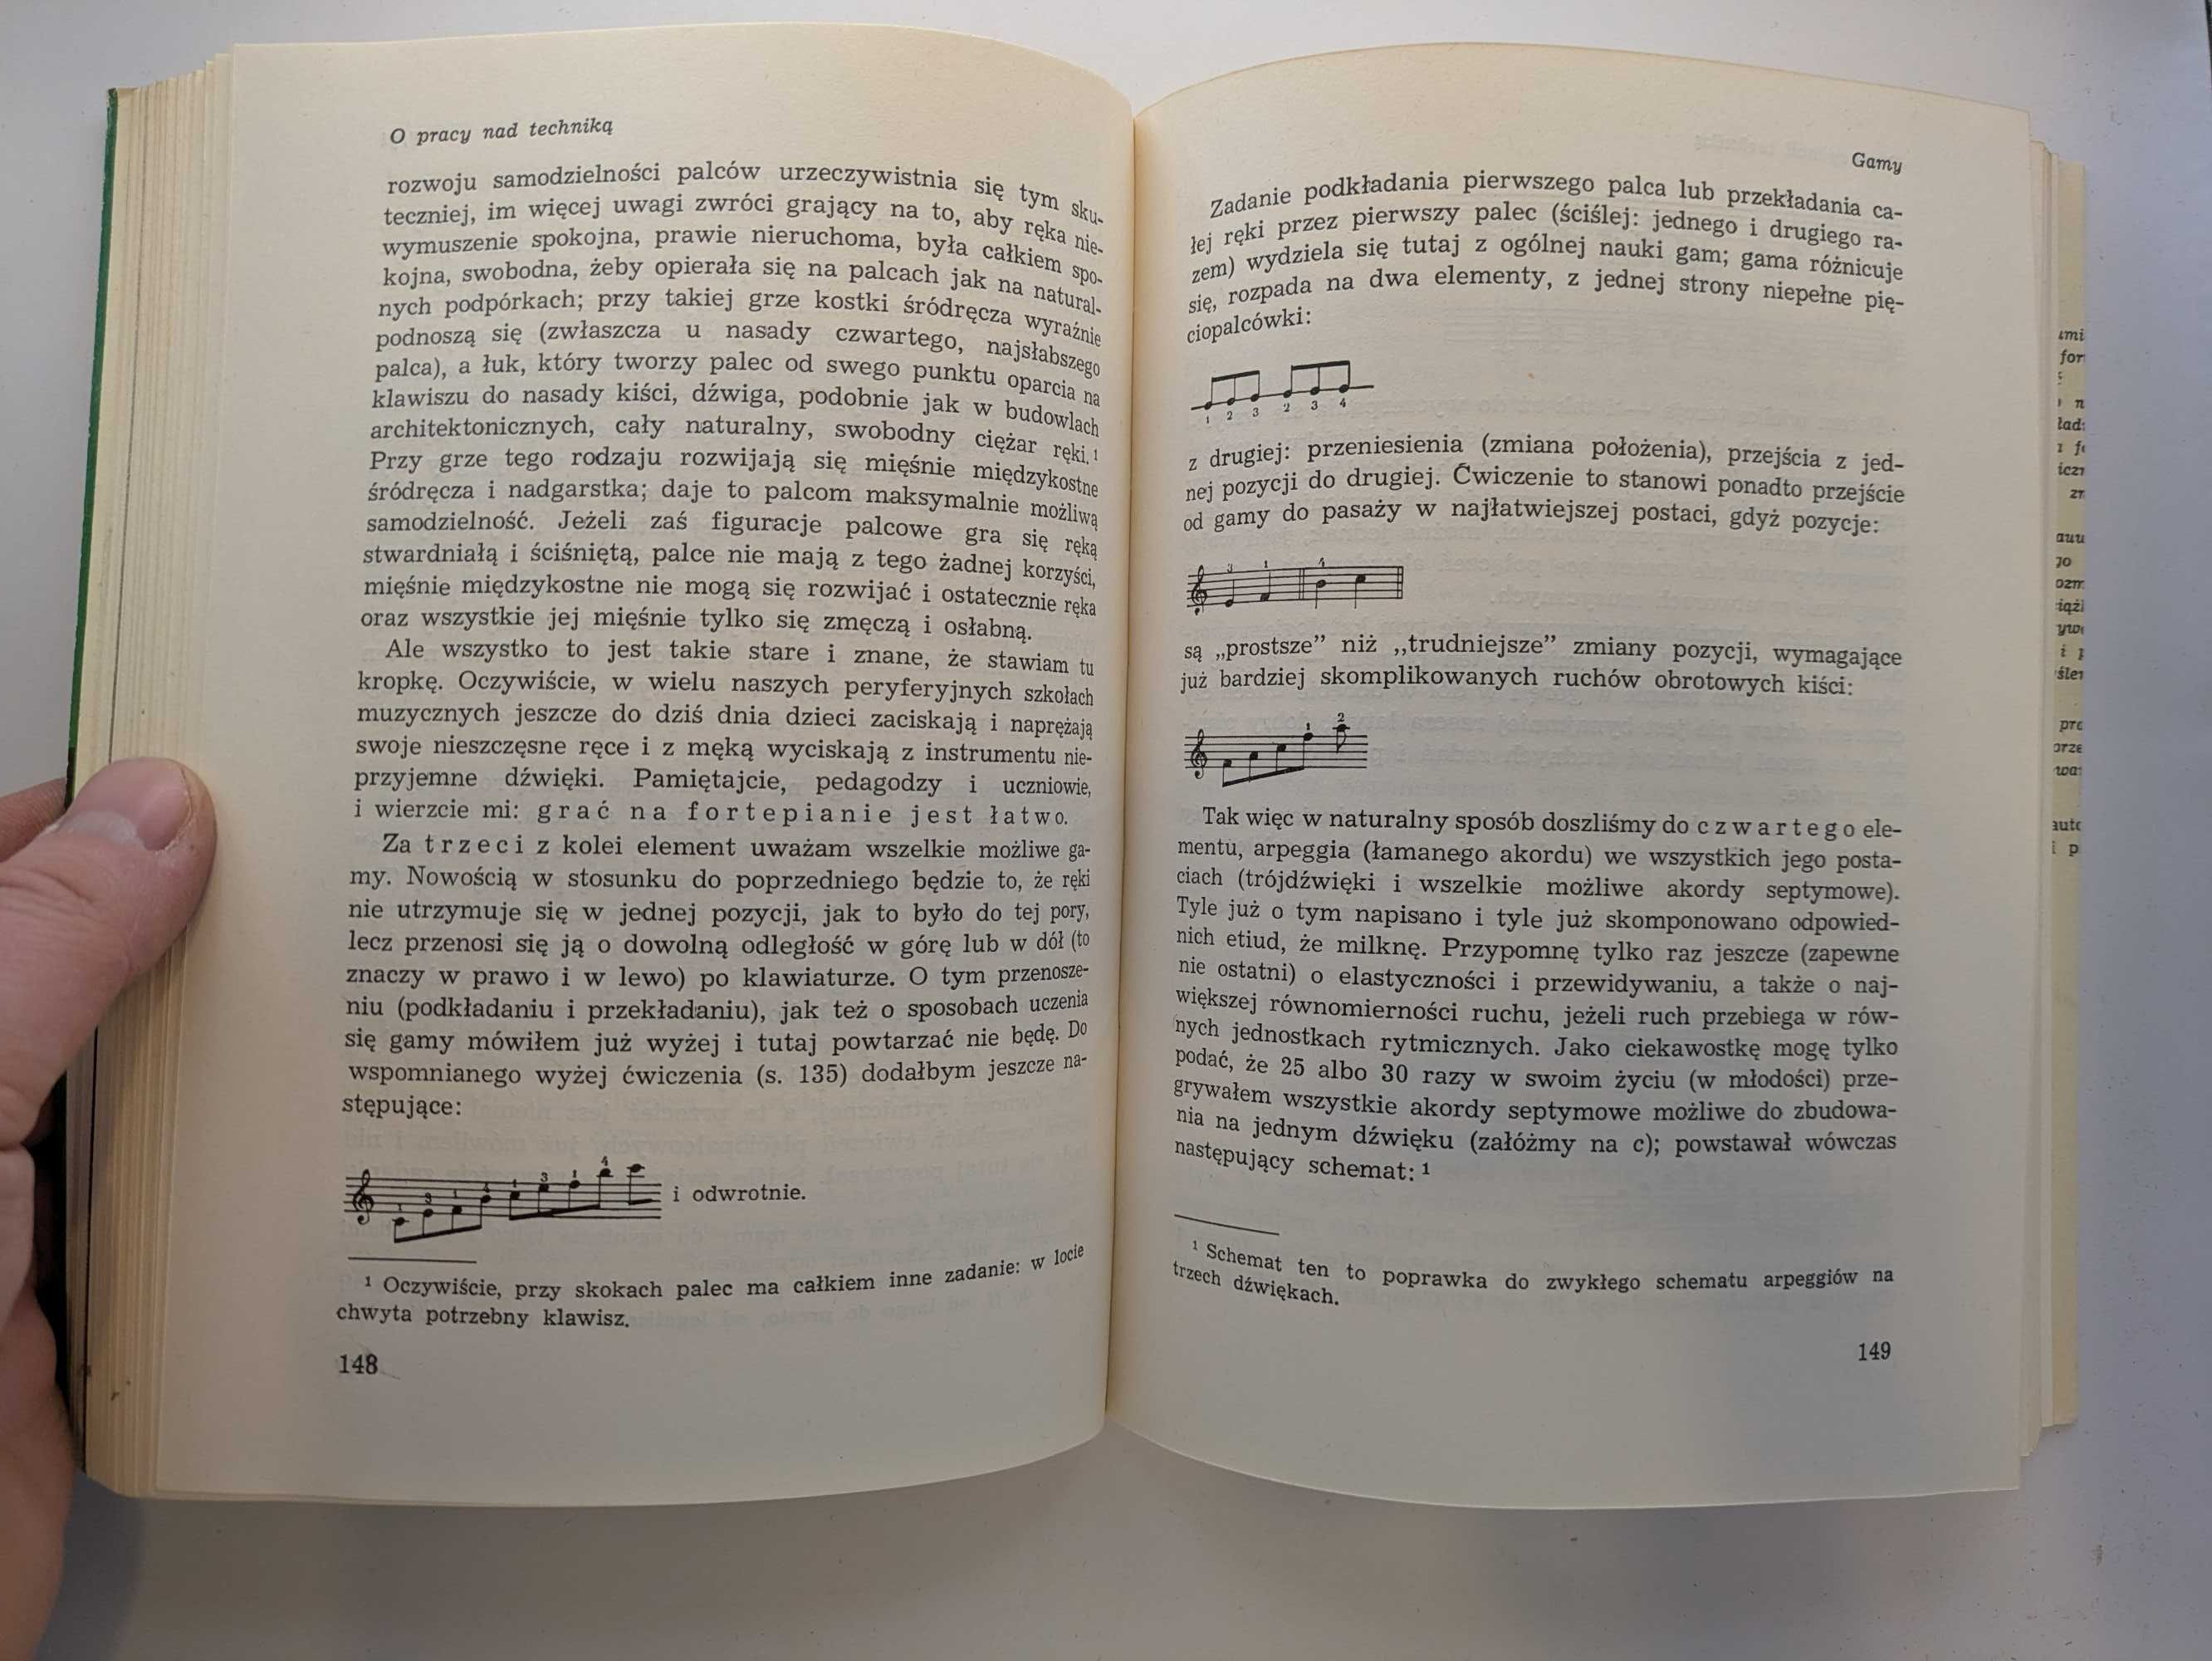 O pracy nad techniką
rozwoju samodzielności palców urzeczywistnia się tym sku-
teczniej, im więcej uwagi zwróci grający na to, aby ręka nie-
wymuszenie spokojna, prawie nieruchoma, była całkiem spo-
kojna, swobodna, żeby opierała się na palcach jak na natural-
nych podpórkach; przy takiej grze kostki śródręcza wyraźnie
podnoszą się (zwłaszcza u nasady czwartego, najsłabszego
palca), a łuk, który tworzy palec od swego punktu oparcia na
klawiszu do nasady kiści, dźwiga, podobnie jak w budowlach
architektonicznych, cały naturalny, swobodny ciężar ręki.¹
Przy grze tego rodzaju rozwijają się mięśnie międzykostne
śródręcza i nadgarstka; daje to palcom maksymalnie możliwą
samodzielność. Jeżeli zaś figuracje palcowe gra się ręką
stwardniałą i ściśniętą, palce nie mają z tego żadnej korzyści,
mięśnie międzykostne nie mogą się rozwijać i ostatecznie ręka
oraz wszystkie jej mięśnie tylko się zmęczą i osłabną.
Ale wszystko to jest takie stare i znane, że stawiam tu
kropkę. Oczywiście, w wielu naszych peryferyjnych szkołach
muzycznych jeszcze do dziś dnia dzieci zaciskają i naprężają
swoje nieszczęsne ręce i z męką wyciskają z instrumentu nie-
przyjemne dźwięki. Pamiętajcie, pedagodzy i uczniowie,
i wierzcie mi: grać na fortepianie jest łatwo.
Za trzeci z kolei element uważam wszelkie możliwe ga-
my. Nowością w stosunku do poprzedniego będzie to, że ręki
nie utrzymuje się w jednej pozycji, jak to było do tej pory,
lecz przenosi się ją o dowolną odległość w górę lub w dół (to
znaczy w prawo i w lewo) po klawiaturze. O tym przenosze-
niu (podkładaniu i przekładaniu), jak też o sposobach uczenia
się gamy mówiłem już wyżej i tutaj powtarzać nie będę. Do
wspomnianego wyżej ćwiczenia (s. 135) dodałbym jeszcze na-
stępujące:
1 3 1 4 1 3 1 4
i odwrotnie.
¹ Oczywiście, przy skokach palec ma całkiem inne zadanie: w locie
chwyta potrzebny klawisz.
148
Gamy
Zadanie podkładania pierwszego palca lub przekładania ca-
łej ręki przez pierwszy palec (ściślej: jednego i drugiego ra-
zem) wydziela się tutaj z ogólnej nauki gam; gama różnicuje
się, rozpada na dwa elementy, z jednej strony niepełne pię-
ciopalcówki:
1 2 3 2 3 4
z drugiej: przeniesienia (zmiana położenia), przejścia z jed-
nej pozycji do drugiej. Ćwiczenie to stanowi ponadto przejście
od gamy do pasaży w najłatwiejszej postaci, gdyż pozycje:
3 1 4
są „prostsze” niż ,,trudniejsze” zmiany pozycji, wymagające
już bardziej skomplikowanych ruchów obrotowych kiści:
1 2
Tak więc w naturalny sposób doszliśmy do czwartego ele-
mentu, arpeggia (łamanego akordu) we wszystkich jego posta-
ciach (trójdźwięki i wszelkie możliwe akordy septymowe).
Tyle już o tym napisano i tyle już skomponowano odpowied-
nich etiud, że milknę. Przypomnę tylko raz jeszcze (zapewne
nie ostatni) o elastyczności i przewidywaniu, a także o naj-
większej równomierności ruchu, jeżeli ruch przebiega w rów-
nych jednostkach rytmicznych. Jako ciekawostkę mogę tylko
podać, że 25 albo 30 razy w swoim życiu (w młodości) prze-
grywałem wszystkie akordy septymowe możliwe do zbudowa-
nia na jednym dźwięku (załóżmy na c); powstawał wówczas
następujący schemat: ¹
¹ Schemat ten to poprawka do zwykłego schematu arpeggiów na
trzech dźwiękach.
149